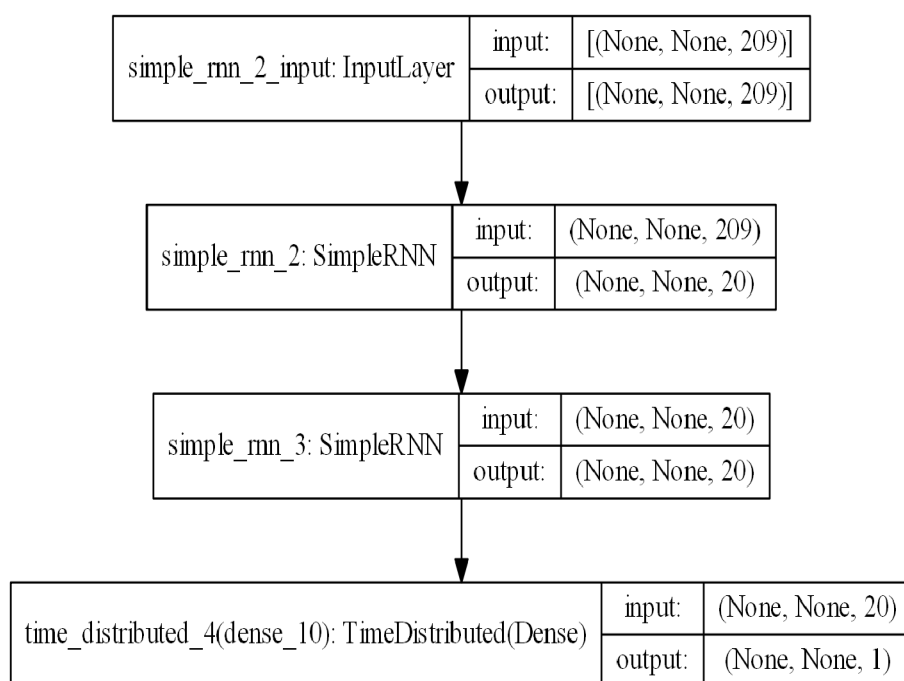 simple_rnn_2_input: InputLayer
input: [(None, None, 209)]
output: [(None, None, 209)]
simple_rnn_2: SimpleRNN
input: (None, None, 209)
output: (None, None, 20)
simple_rnn_3: SimpleRNN
input: (None, None, 20)
output: (None, None, 20)
time_distributed_4(dense_10): TimeDistributed(Dense)
input: (None, None, 20)
output: (None, None, 1)